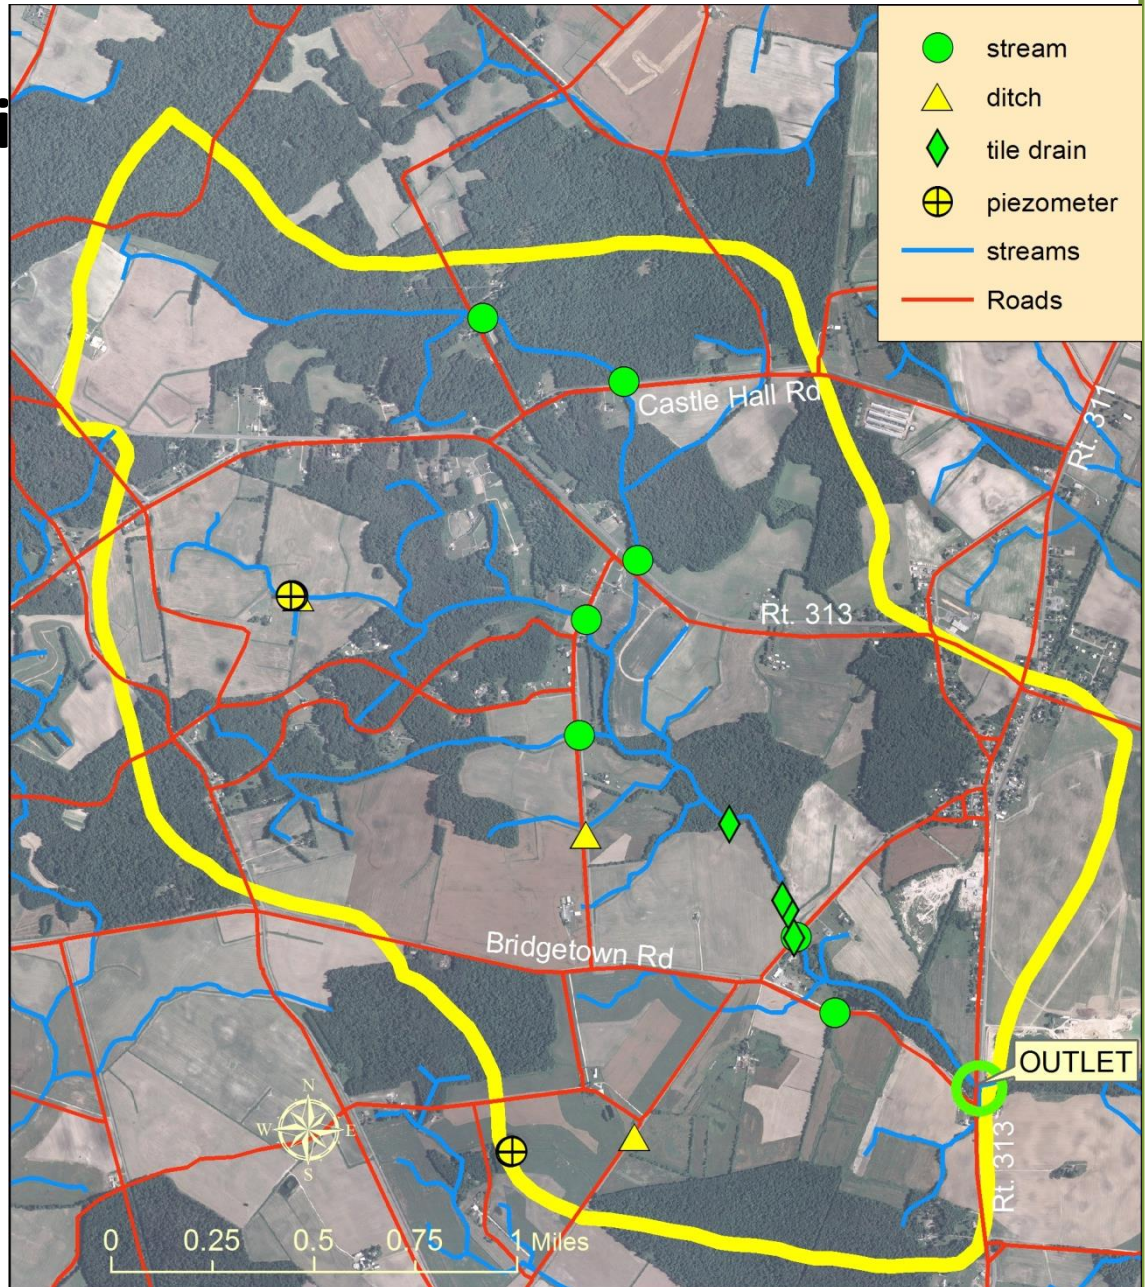 i
stream
ditch
tile drain
piezometer
streams
Roads
Castle Hall Rd
Rt. 311
Rt. 313
Bridgetown Rd
OUTLET
Rt. 313
N
W E
S
0 0.25 0.5 0.75 1 Miles